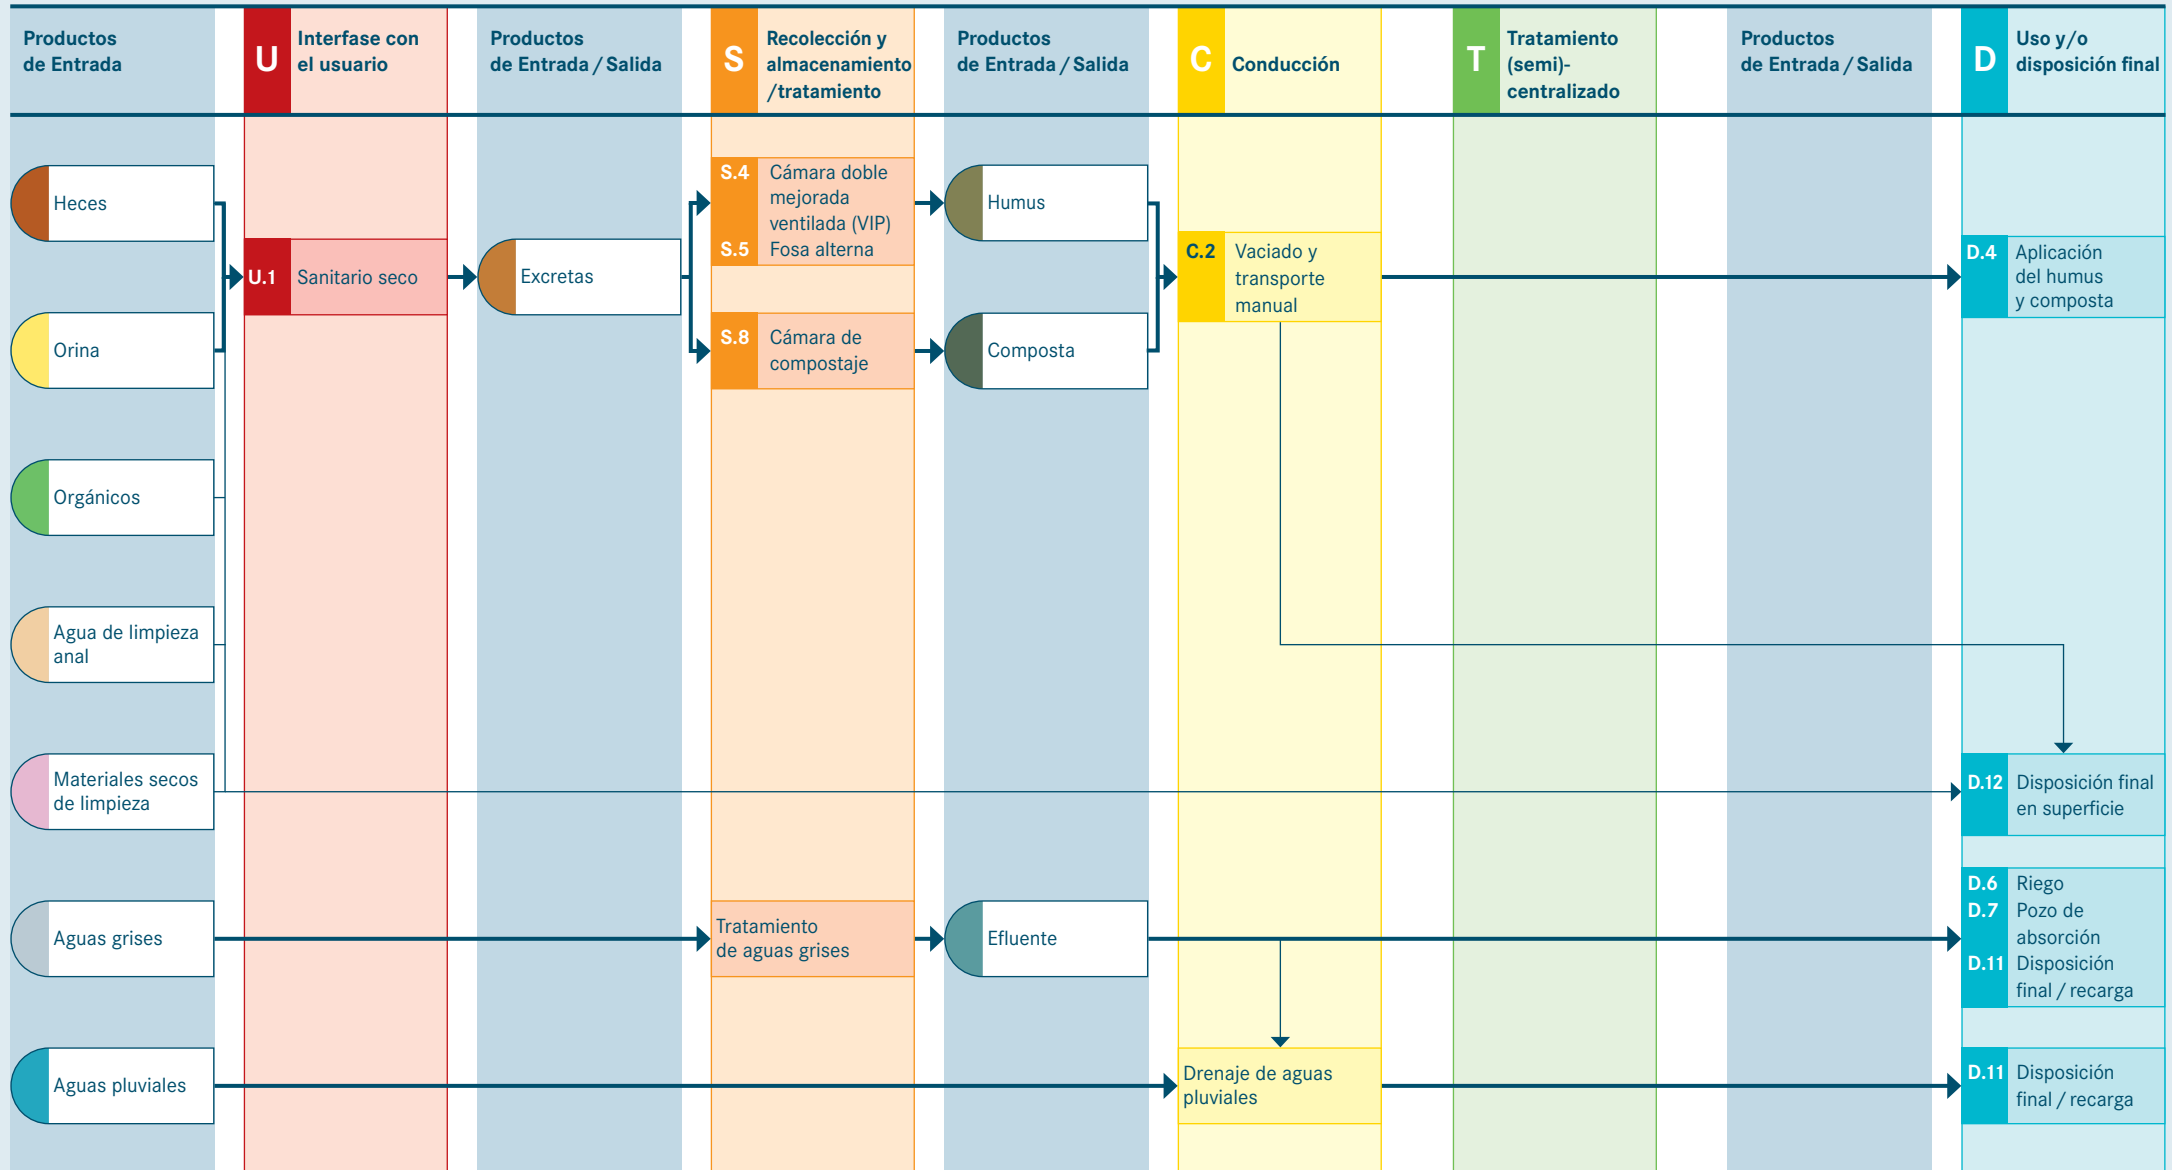 Productos
de Entrada
U
Interfase con
el usuario
Productos
de Entrada / Salida
S
Recolección y
almacenamiento
/tratamiento
Productos
de Entrada / Salida
C
Conducción
T
Tratamiento
(semi)-
centralizado
Productos
de Entrada / Salida
D
Uso y/o
disposición final
Heces
Orina
Orgánicos
Agua de limpieza
anal
Materiales secos
de limpieza
Aguas grises
Aguas pluviales
U.1 Sanitario seco
Excretas
S.4 Cámara doble
mejorada
ventilada (VIP)
S.5 Fosa alterna
S.8 Cámara de
compostaje
Tratamiento
de aguas grises
Humus
Composta
Efluente
C.2 Vaciado y
transporte
manual
Drenaje de aguas
pluviales
D.4 Aplicación
del humus
y composta
D.12 Disposición final
en superficie
D.6 Riego
D.7 Pozo de
absorción
D.11 Disposición
final / recarga
D.11 Disposición
final / recarga